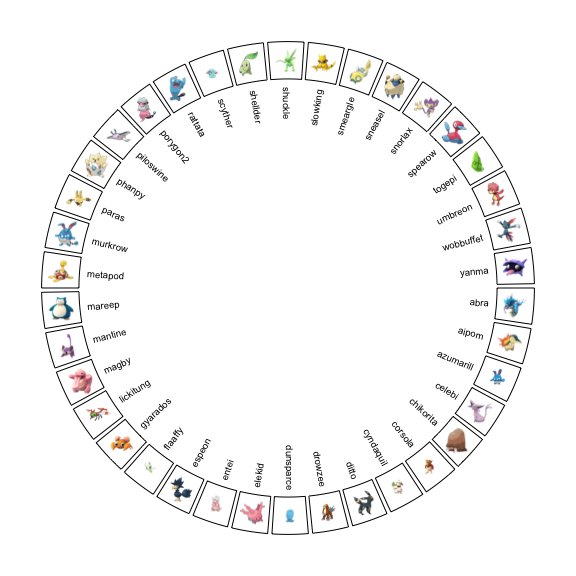 shuckle
slowking
smeargle
sneasel
snorlax
spearow
togepi
umbreon
wobbuffet
yanma
abra
aipom
azumarill
celebi
chikorita
corsola
cyndaquil
ditto
drowzee
dunsparce
elekid
entei
espeon
flaaffy
gyarados
lickitung
magby
mantine
mareep
metapod
murkrow
paras
phanpy
piloswine
porygon2
rattata
scyther
shellder